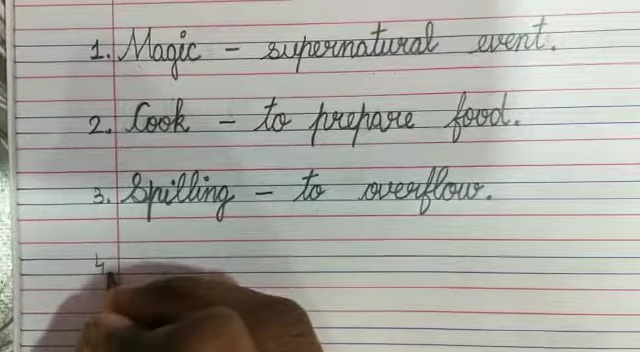 1. Magic - supernatural event.
2. Cook - to prepare food.
3. Spilling - to overflow.
4